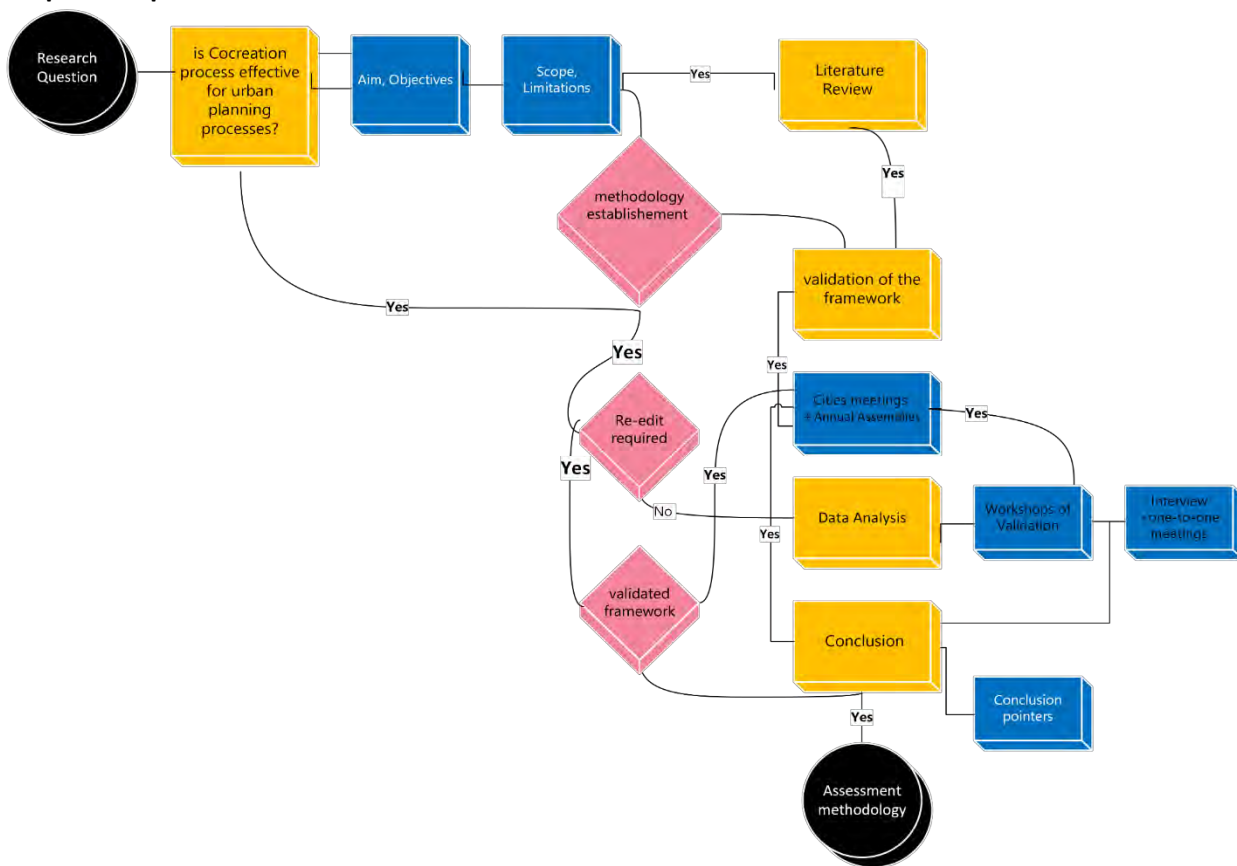 Research
Question
is Cocreation
process effective
for urban
planning
processes?
Aim, Objectives
Scope,
Limitations
Yes
Literature
Review
Yes
methodology
establishement
validation of the
framework
Yes
Yes
Yes
Cities meetings
+ Annual Assemblies
Yes
Re-edit
required
Yes
Yes
No
Data Analysis
Workshops of
Valination
Interview
one-to-one
meetings
Yes
validated
framework
Conclusion
Conclusion
pointers
Yes
Assessment
methodology